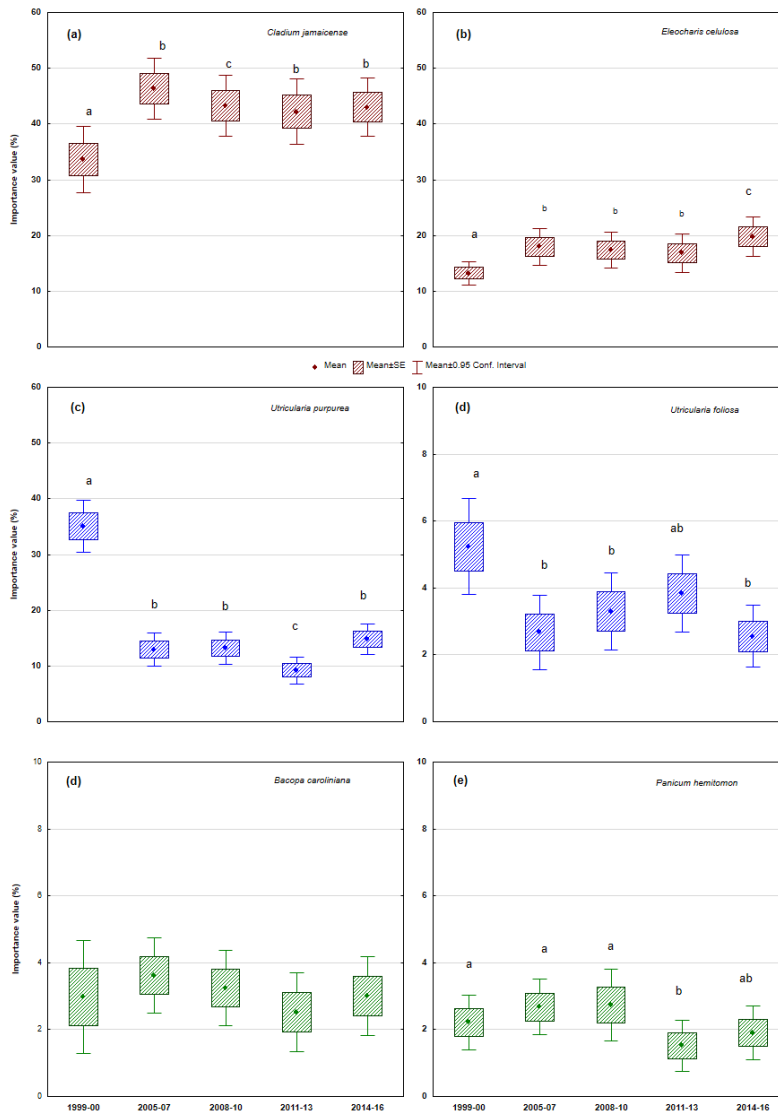 60
50
40
30
20
10
0
Importance value (%)
(a)
Cladium jamaicense
a
b
c
b
b
60
50
40
30
20
10
0
(b)
Eleocharis celulosa
a
b
b
b
c
Mean Mean±SE Mean±0.95 Conf. Interval
60
50
40
30
20
10
0
Importance value (%)
(c)
Utricularia purpurea
a
b
b
c
b
10
8
6
4
2
0
(d)
Utricularia foliosa
a
b
b
ab
b
10
8
6
4
2
0
Importance value (%)
(d)
Bacopa caroliniana
1999-00 2005-07 2008-10 2011-13 2014-16
10
8
6
4
2
0
(e)
Panicum hemitomon
a
a
a
b
ab
1999-00 2005-07 2008-10 2011-13 2014-16